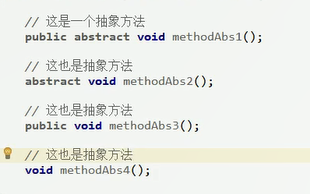 // 这是一个抽象方法
public abstract void methodAbs1();
// 这也是抽象方法
abstract void methodAbs2();
// 这也是抽象方法
public void methodAbs3();
// 这也是抽象方法
void methodAbs4();